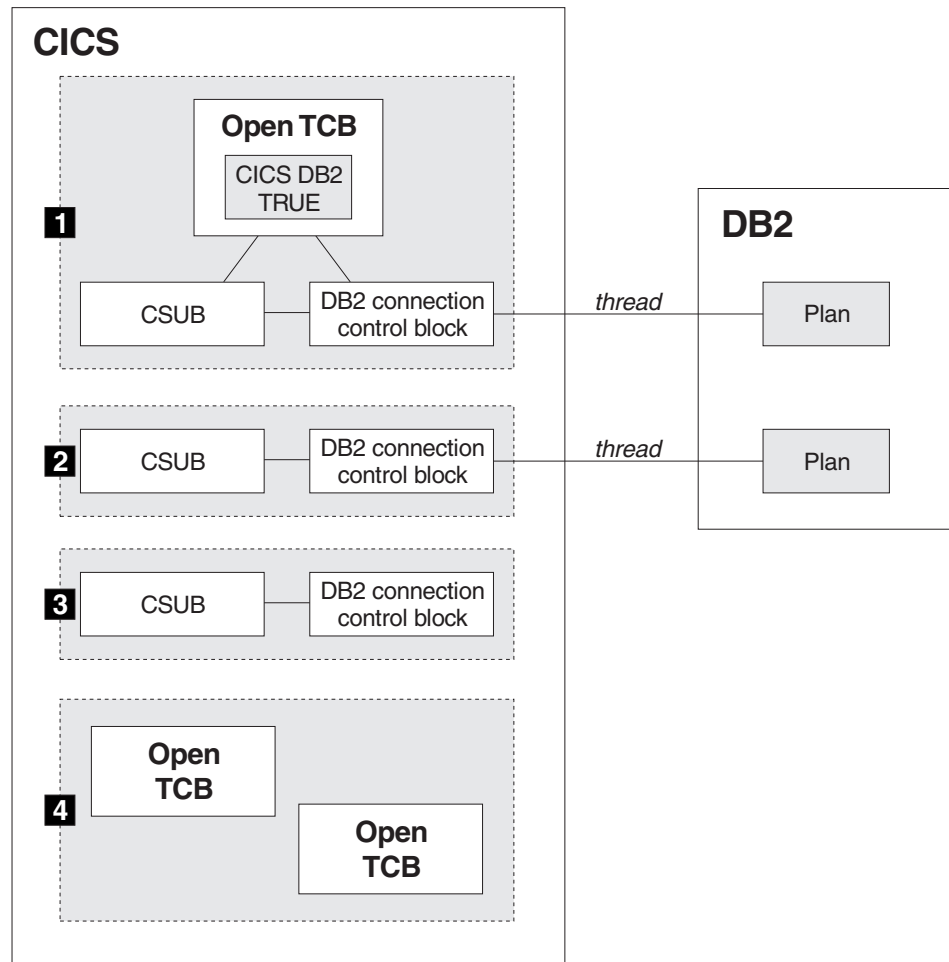 CICS
Open TCB
CICS DB2
TRUE
1
CSUB
DB2 connection
control block
thread
DB2
Plan
2
CSUB
DB2 connection
control block
thread
Plan
3
CSUB
DB2 connection
control block
4
Open
TCB
Open
TCB